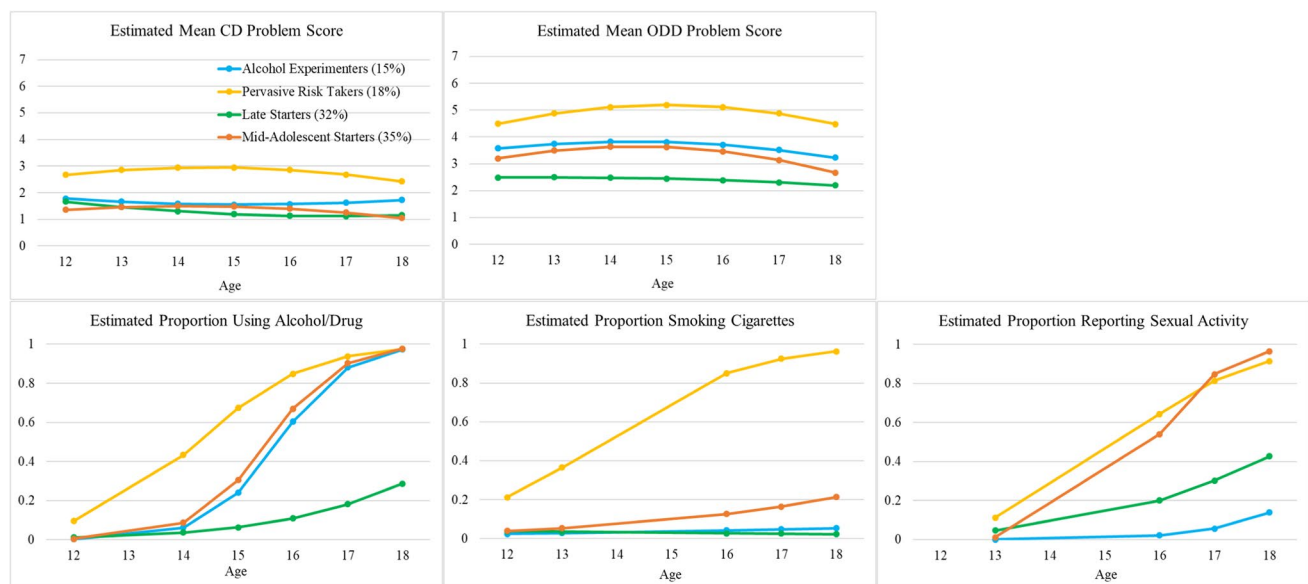 Estimated Mean CD Problem Score
7
6
5
4
3
2
1
0
Alcohol Experimenters (15%)
Pervasive Risk Takers (18%)
Late Starters (32%)
Mid-Adolescent Starters (35%)
12 13 14 15 16 17 18
Age
Estimated Mean ODD Problem Score
7
6
5
4
3
2
1
0
12 13 14 15 16 17 18
Age
Estimated Proportion Using Alcohol/Drug
1
0.8
0.6
0.4
0.2
0
12 13 14 15 16 17 18
Age
Estimated Proportion Smoking Cigarettes
1
0.8
0.6
0.4
0.2
0
12 13 14 15 16 17 18
Age
Estimated Proportion Reporting Sexual Activity
1
0.8
0.6
0.4
0.2
0
12 13 14 15 16 17 18
Age